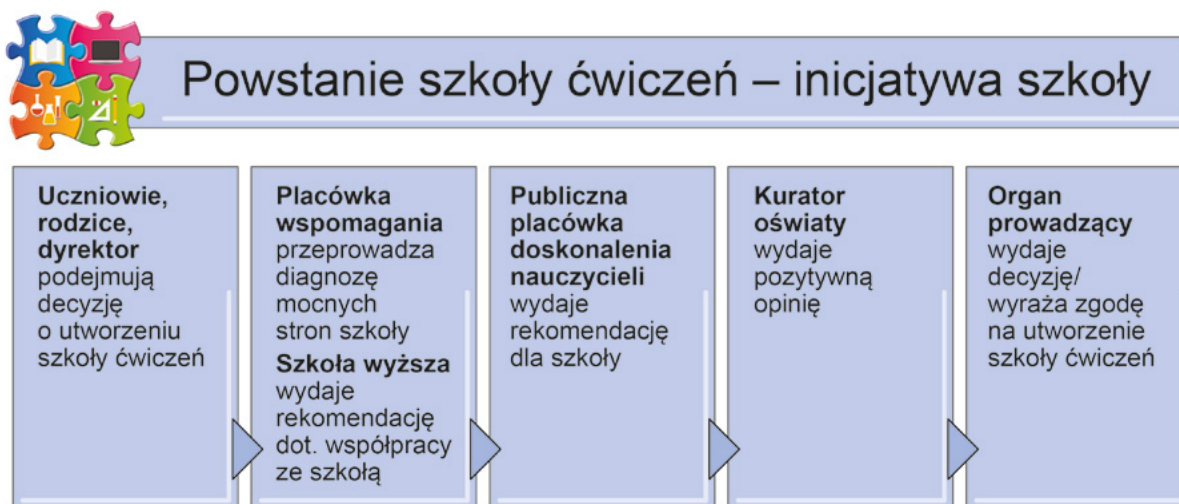 Powstanie szkoły ćwiczeń – inicjatywa szkoły
Uczniowie,
rodzice,
dyrektor
podejmują
decyzję
o utworzeniu
szkoły ćwiczeń
Placówka
wspomagania
przeprowadza
diagnozę
mocnych
stron szkoły
Szkoła wyższa
wydaje
rekomendację
dot. współpracy
ze szkołą
Publiczna
placówka
doskonalenia
nauczycieli
wydaje
rekomendację
dla szkoły
Kurator
oświaty
wydaje
pozytywną
opinię
Organ
prowadzący
wydaje
decyzję/
wyraża zgodę
na utworzenie
szkoły ćwiczeń